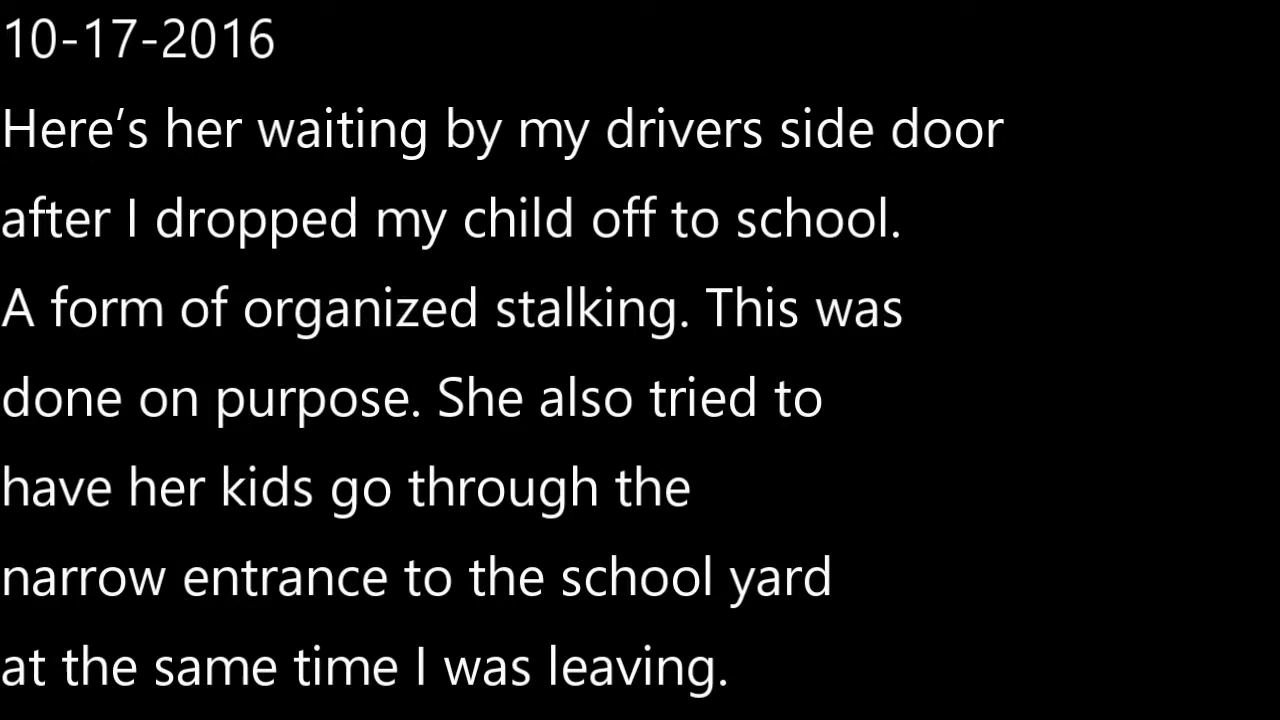 10-17-2016
Here’s her waiting by my drivers side door
after I dropped my child off to school.
A form of organized stalking. This was
done on purpose. She also tried to
have her kids go through the
narrow entrance to the school yard
at the same time I was leaving.